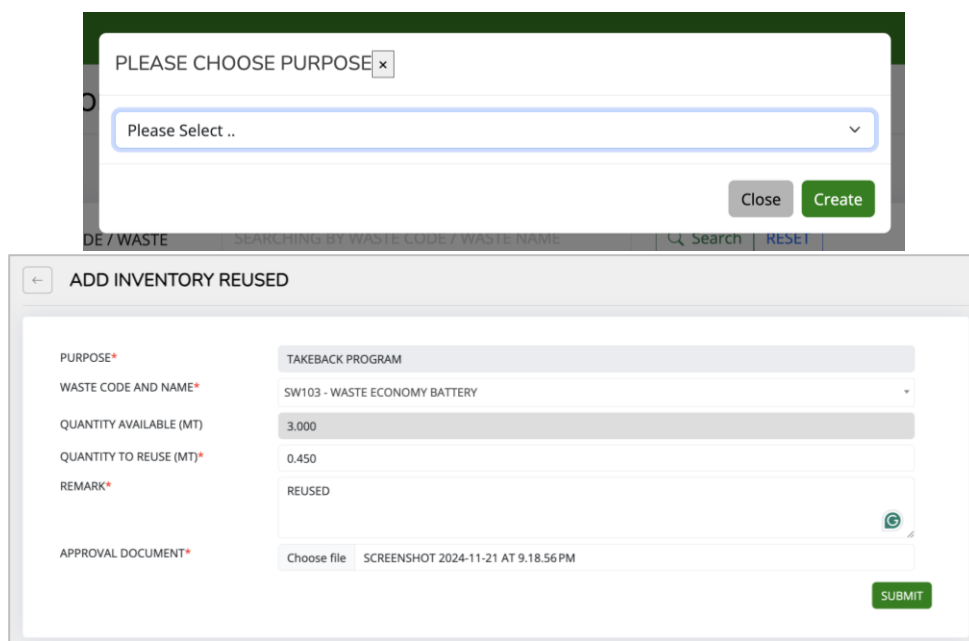 PLEASE CHOOSE PURPOSE ×
Please Select ..
Close Create
DE / WASTE SEARCHING BY WASTE CODE / WASTE NAME Search RESET
← ADD INVENTORY REUSED
PURPOSE* TAKEBACK PROGRAM
WASTE CODE AND NAME* SW103 - WASTE ECONOMY BATTERY
QUANTITY AVAILABLE (MT) 3.000
QUANTITY TO REUSE (MT)* 0.450
REMARK* REUSED
APPROVAL DOCUMENT* Choose file SCREENSHOT 2024-11-21 AT 9.18.56 PM
SUBMIT